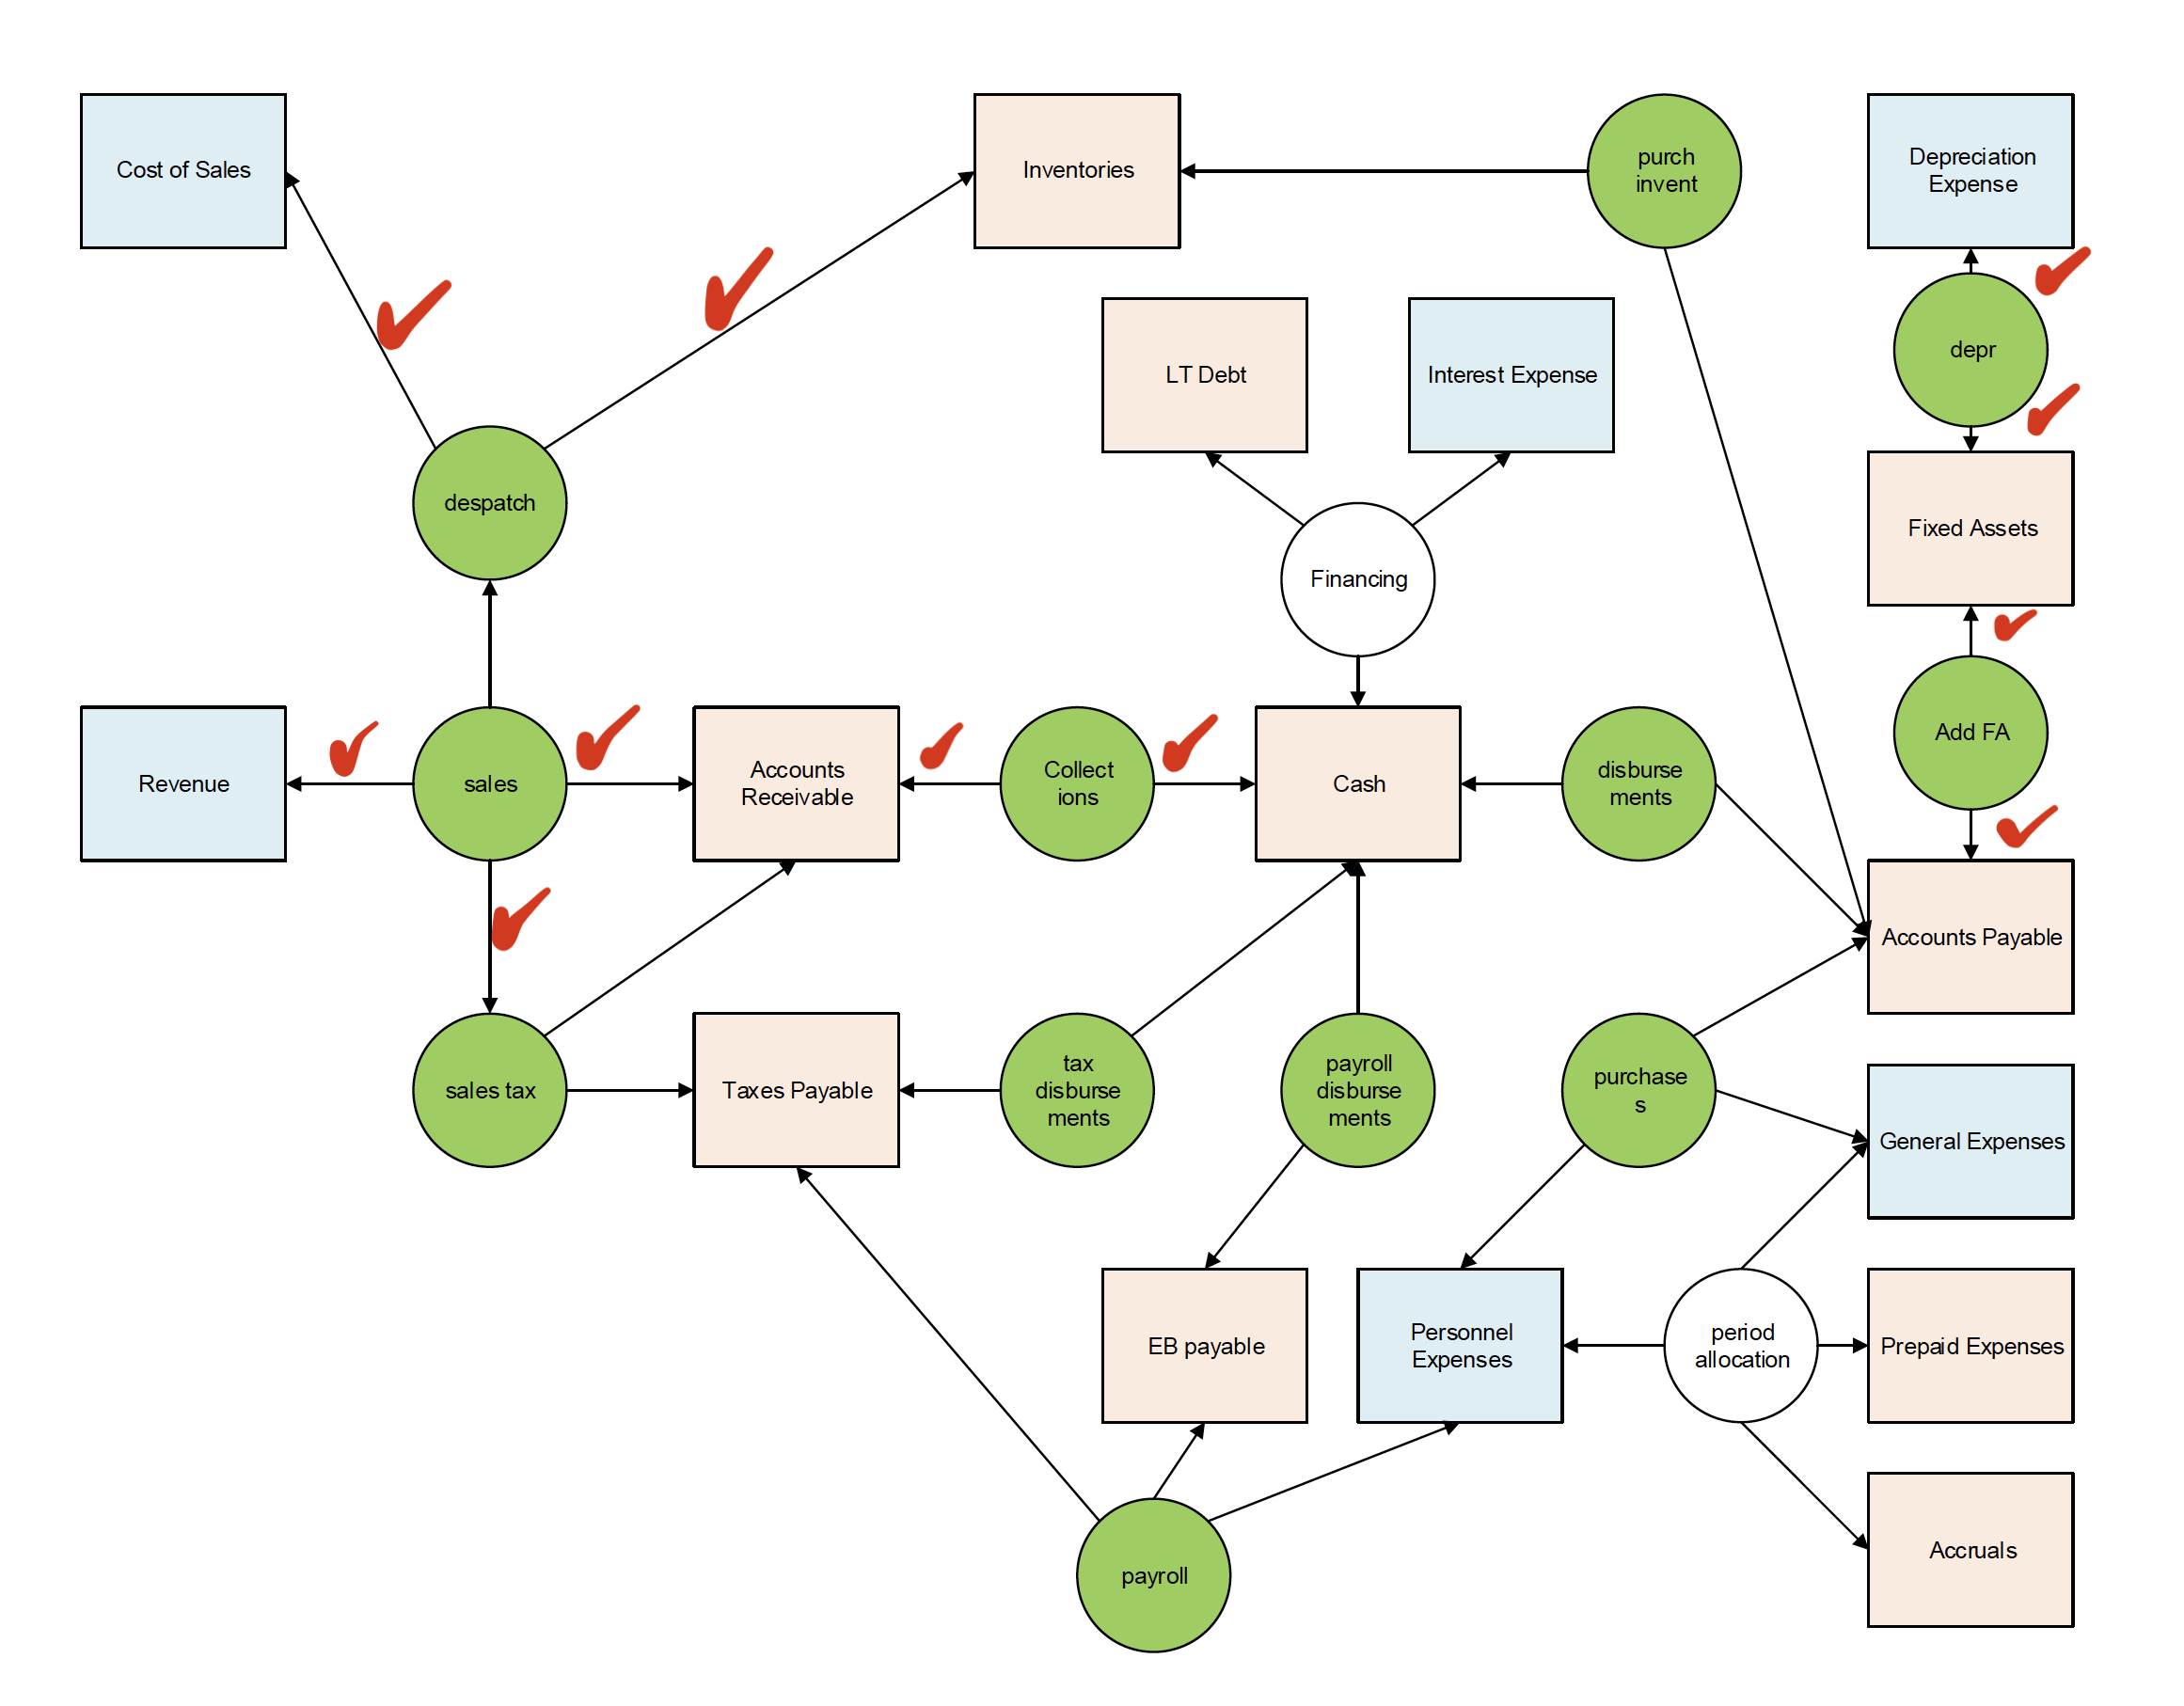 Cost of Sales
Inventories
purch
invent
Depreciation
Expense
LT Debt
Interest Expense
depr
despatch
Financing
Fixed Assets
Revenue
sales
Accounts
Receivable
Collect
ions
Cash
disburse
ments
Add FA
Accounts Payable
sales tax
Taxes Payable
tax
disburse
ments
payroll
disburse
ments
purchase
s
General Expenses
EB payable
Personnel
Expenses
period
allocation
Prepaid Expenses
Accruals
payroll